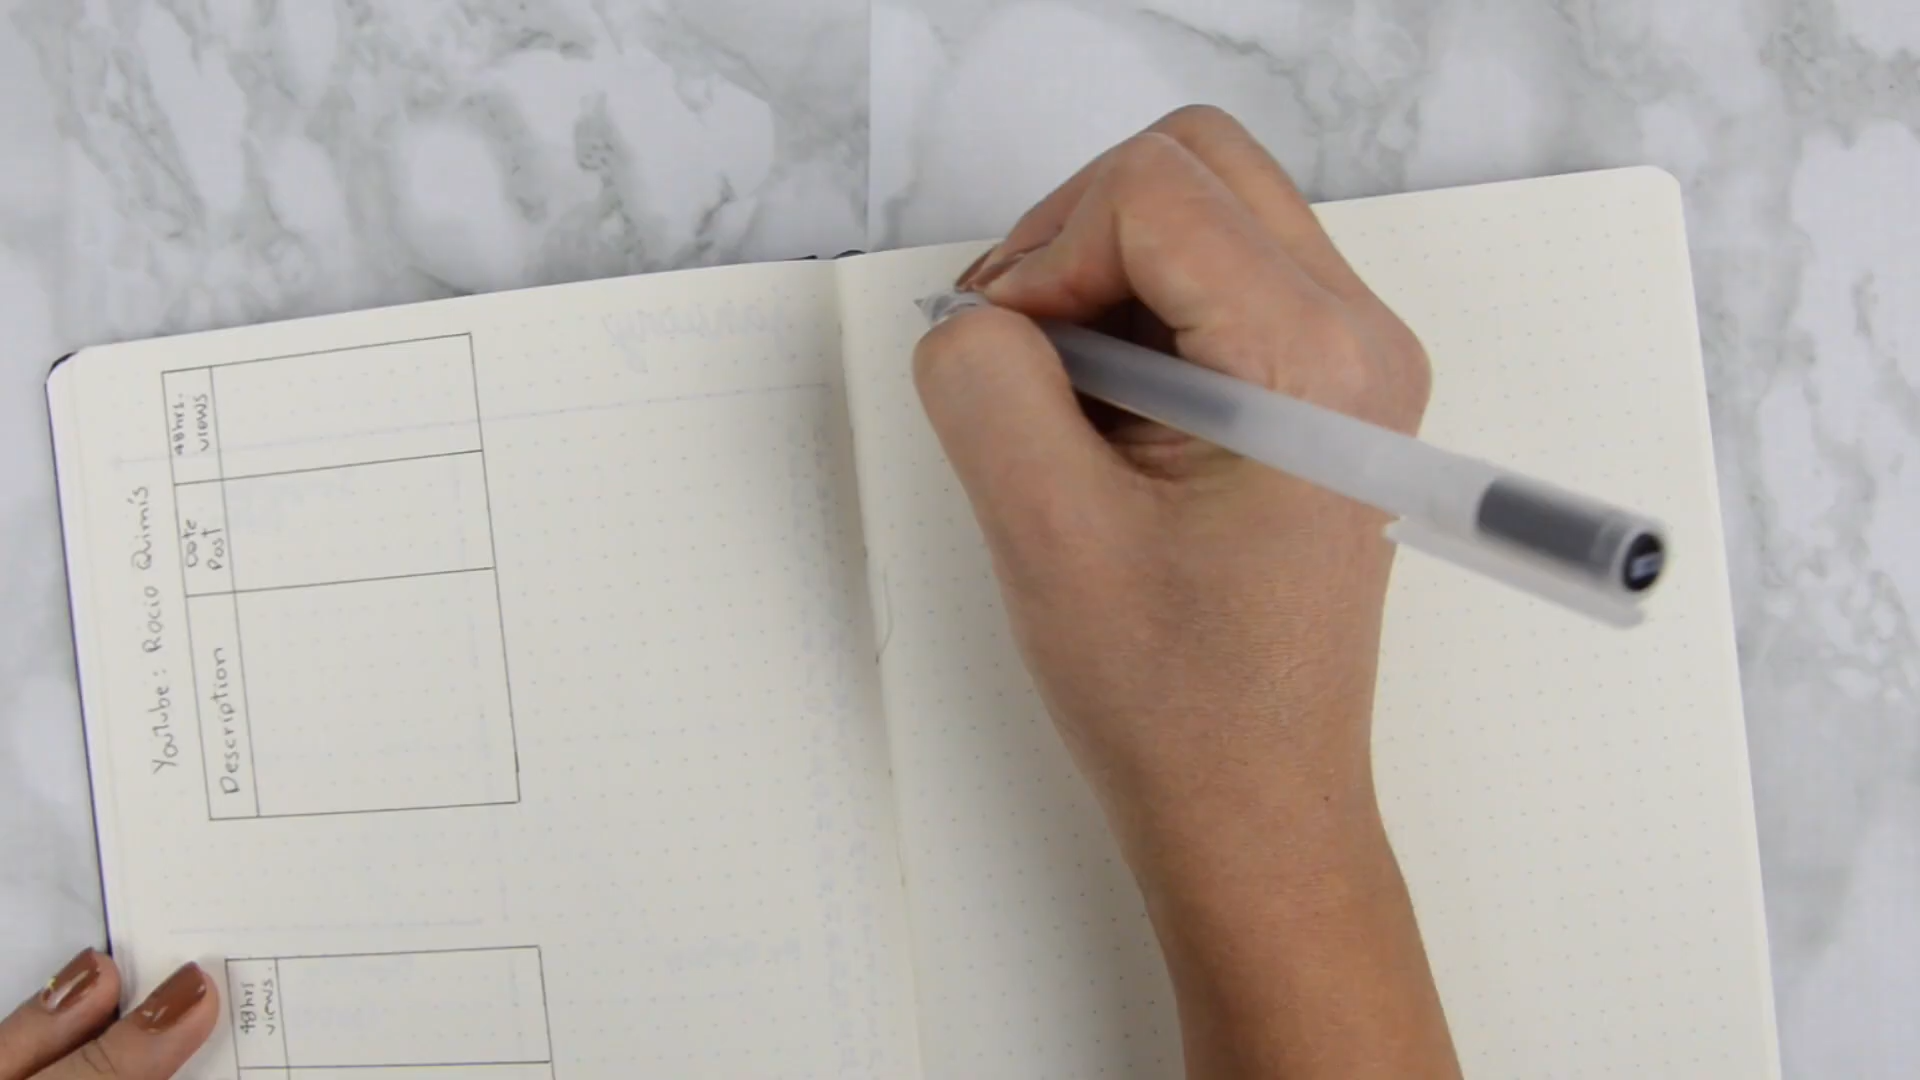 Youtube: Rocio Quimis
Description
Date
Post
48hrs.
views
48hrs
views.